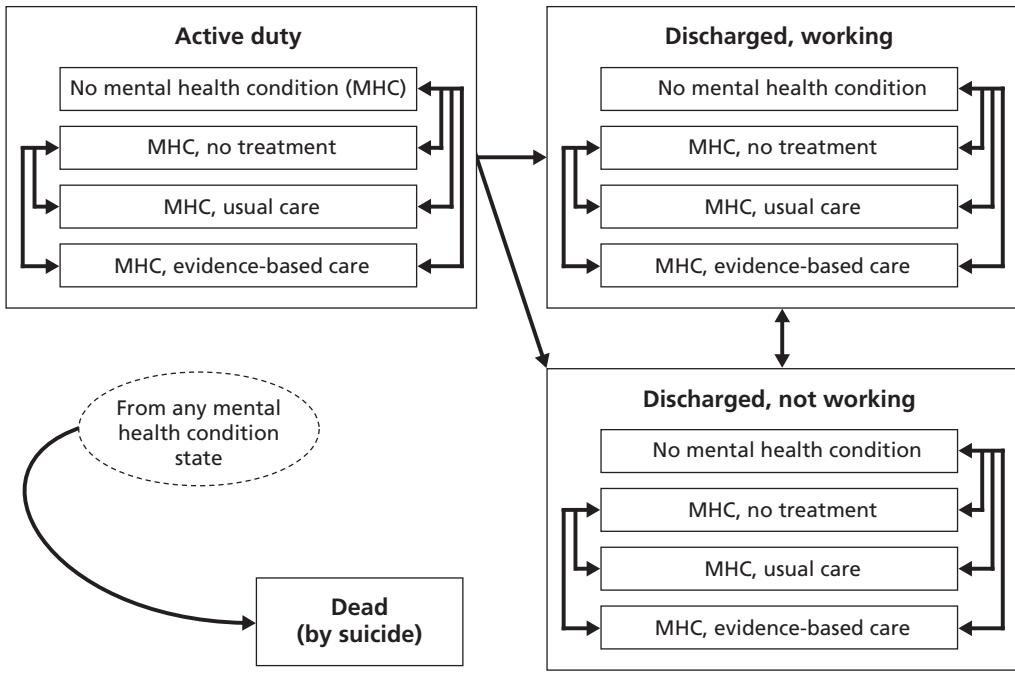 Active duty
No mental health condition (MHC)
MHC, no treatment
MHC, usual care
MHC, evidence-based care
Discharged, working
No mental health condition
MHC, no treatment
MHC, usual care
MHC, evidence-based care
From any mental
health condition
state
Dead
(by suicide)
Discharged, not working
No mental health condition
MHC, no treatment
MHC, usual care
MHC, evidence-based care